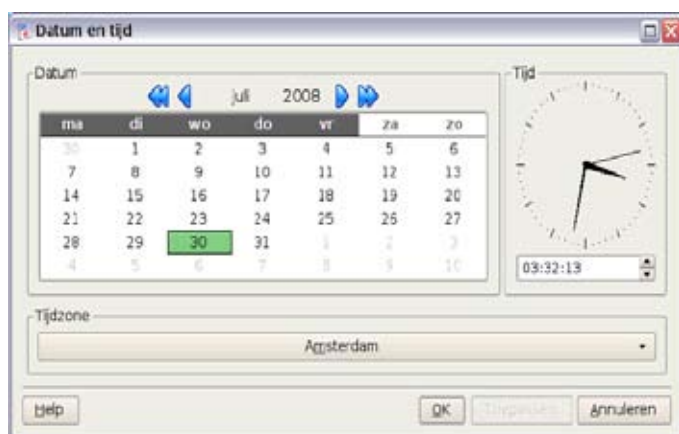 Datum en tijd
Datum
juli 2008
ma di wo do vr za zo
30 1 2 3 4 5 6
7 8 9 10 11 12 13
14 15 16 17 18 19 20
21 22 23 24 25 26 27
28 29 30 31 1 2 3
4 5 6 7 8 9 10
Tijd
03:32:13
Tijdzone
Amsterdam
Help
OK
Toepassen
Annuleren